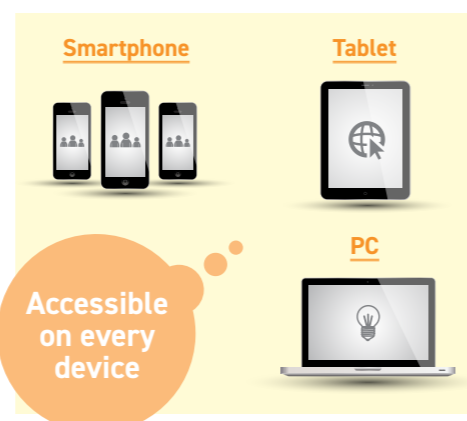 Smartphone
Tablet
PC
Accessible
on every
device